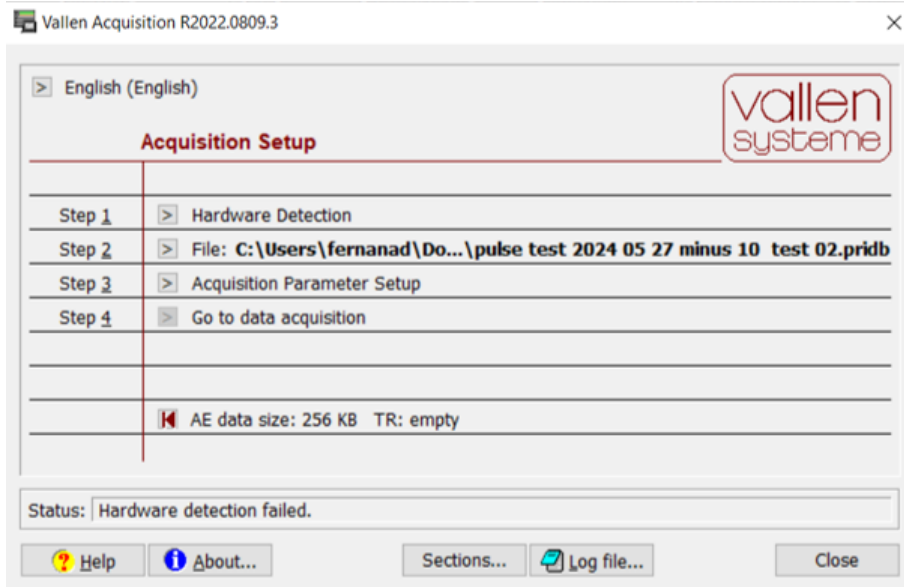 Vallen Acquisition R2022.0809.3
> English (English)
vallen
systeme
Acquisition Setup
Step 1 > Hardware Detection
Step 2 > File: C:\Users\fernanad\Do...\pulse test 2024 05 27 minus 10  test 02.pridb
Step 3 > Acquisition Parameter Setup
Step 4 > Go to data acquisition
AE data size: 256 KB   TR: empty
Status: Hardware detection failed.
Help About... Sections... Log file... Close